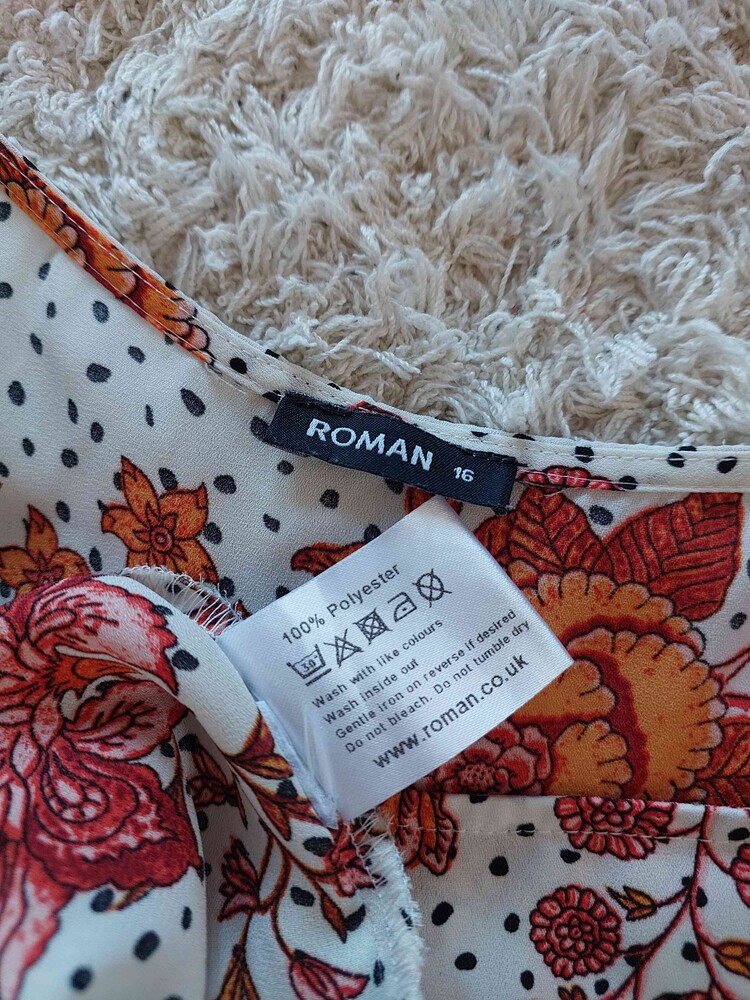 ROMAN 16
100% Polyester
30°
Wash with like colours
Wash inside out
Gentle iron on reverse if desired
Do not bleach. Do not tumble dry
www.roman.co.uk